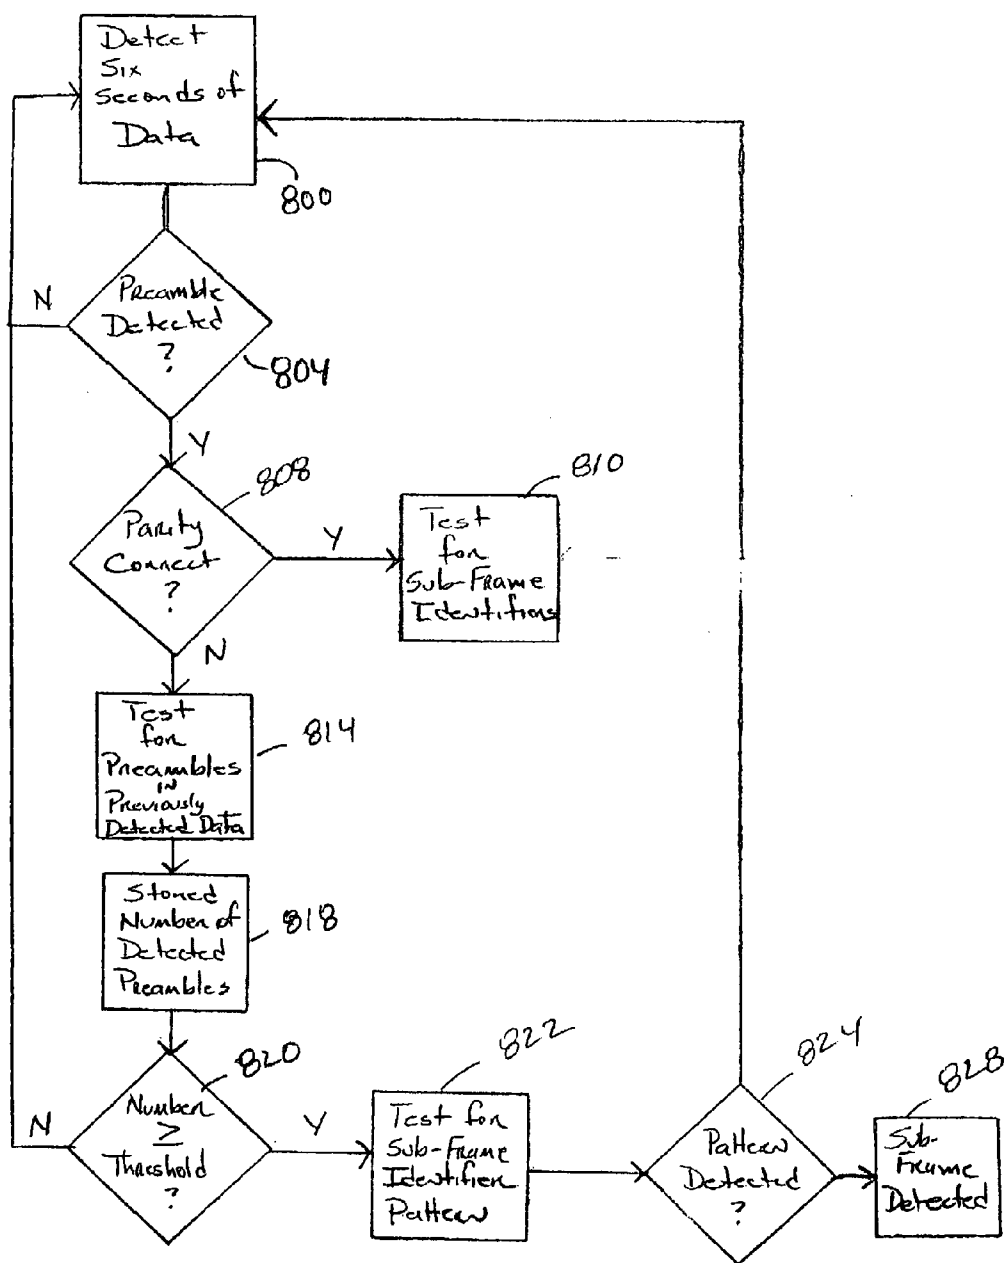 Detect
Six
Seconds of
Data
800
Preamble
Detected
?
804
N
Y
808
Parity
Correct
?
Y
810
Test
for
Sub-Frame
Identifiers
N
Test
for
Preambles
IN
Previously
Detected Data
814
Stored
Number of
Detected
Preambles
818
820
Number
≥
Threshold
?
N
Y
822
Test for
Sub-Frame
Identifier
Pattern
824
Pattern
Detected
?
828
Sub-
Frame
Detected